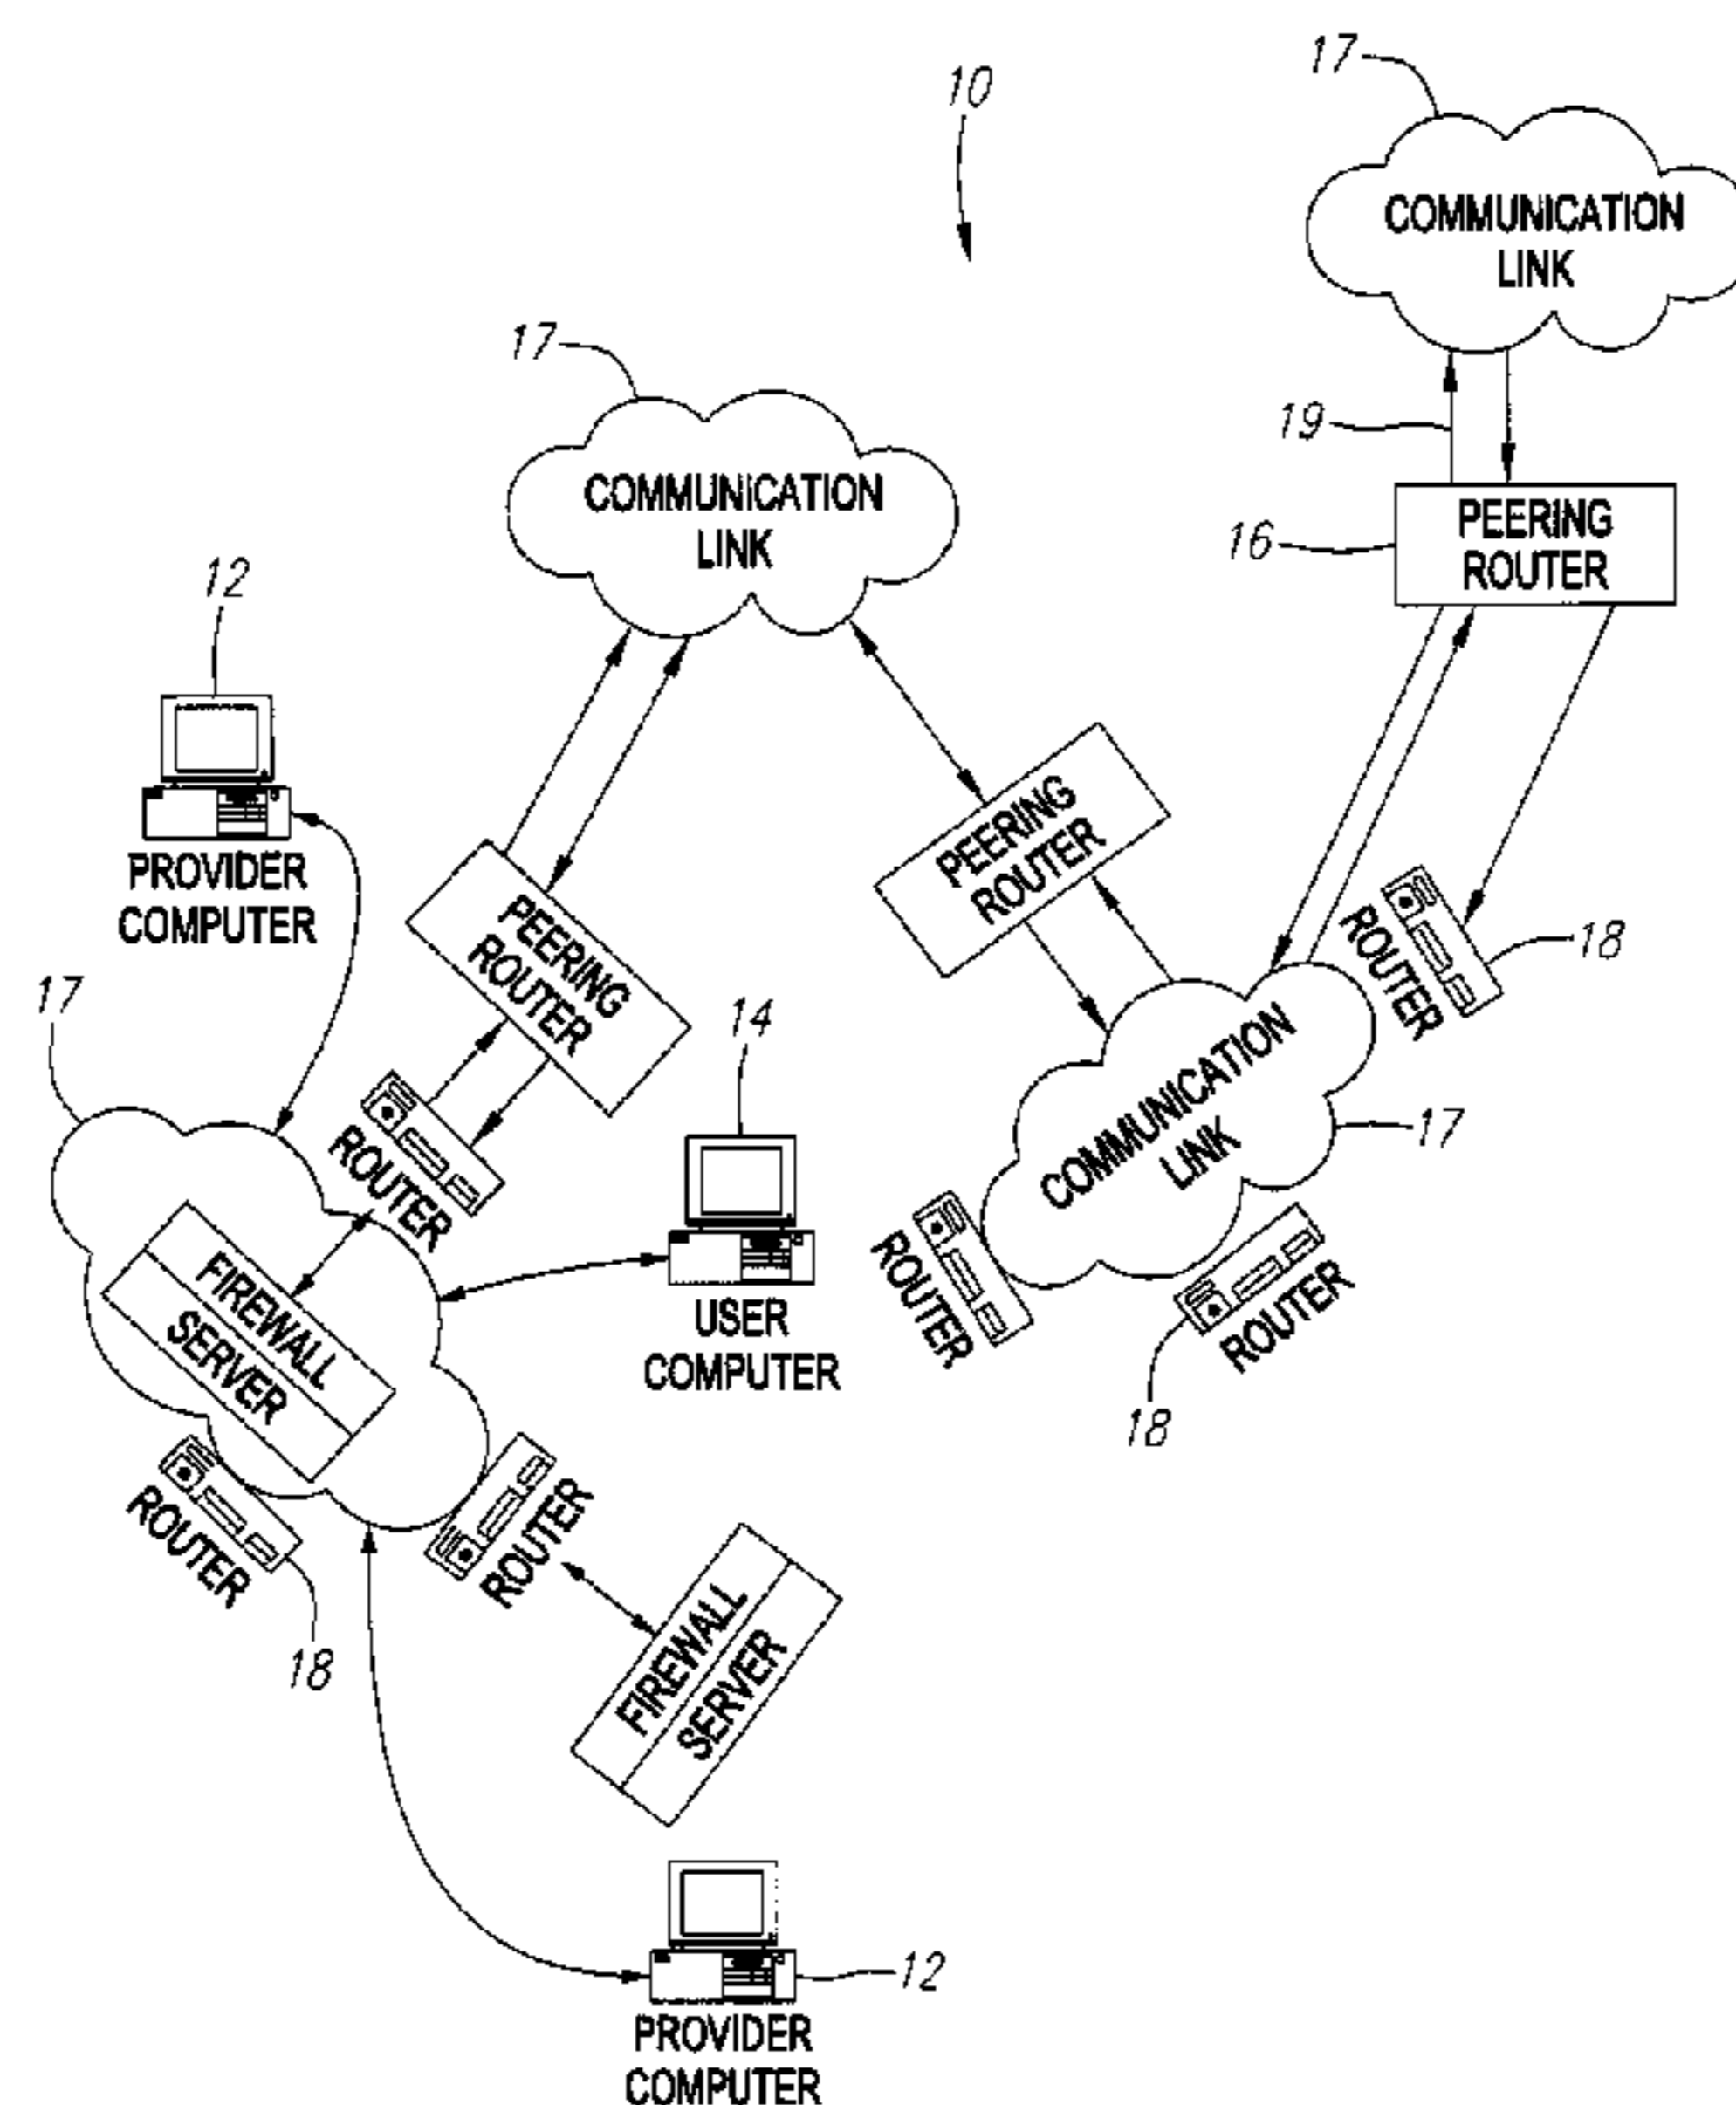 17
10
COMMUNICATION
LINK
17
COMMUNICATION
LINK
19
16
PEERING
ROUTER
12
PROVIDER
COMPUTER
PEERING
ROUTER
PEERING
ROUTER
ROUTER
18
17
14
ROUTER
COMMUNICATION
LINK
17
FIREWALL
SERVER
USER
COMPUTER
ROUTER
ROUTER
18
ROUTER
18
ROUTER
FIREWALL
SERVER
12
PROVIDER
COMPUTER